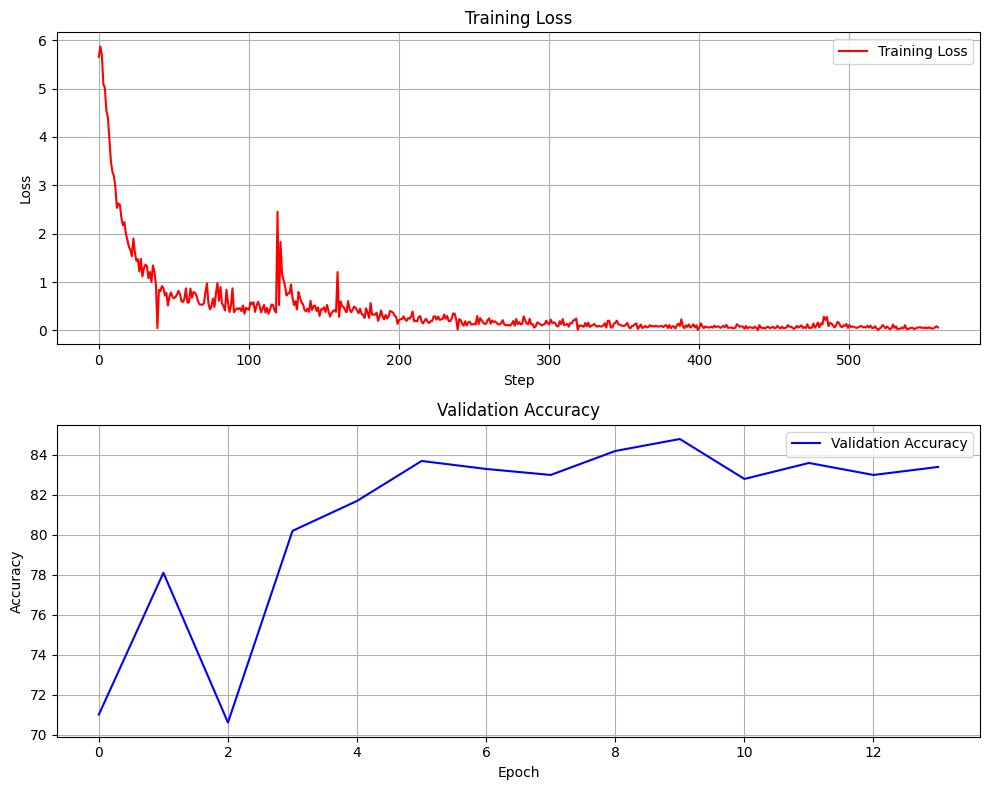 Training Loss
Training Loss
6
5
4
3
2
1
0
Loss
0 100 200 300 400 500
Step
Validation Accuracy
Validation Accuracy
84
82
80
78
76
74
72
70
Accuracy
0 2 4 6 8 10 12
Epoch